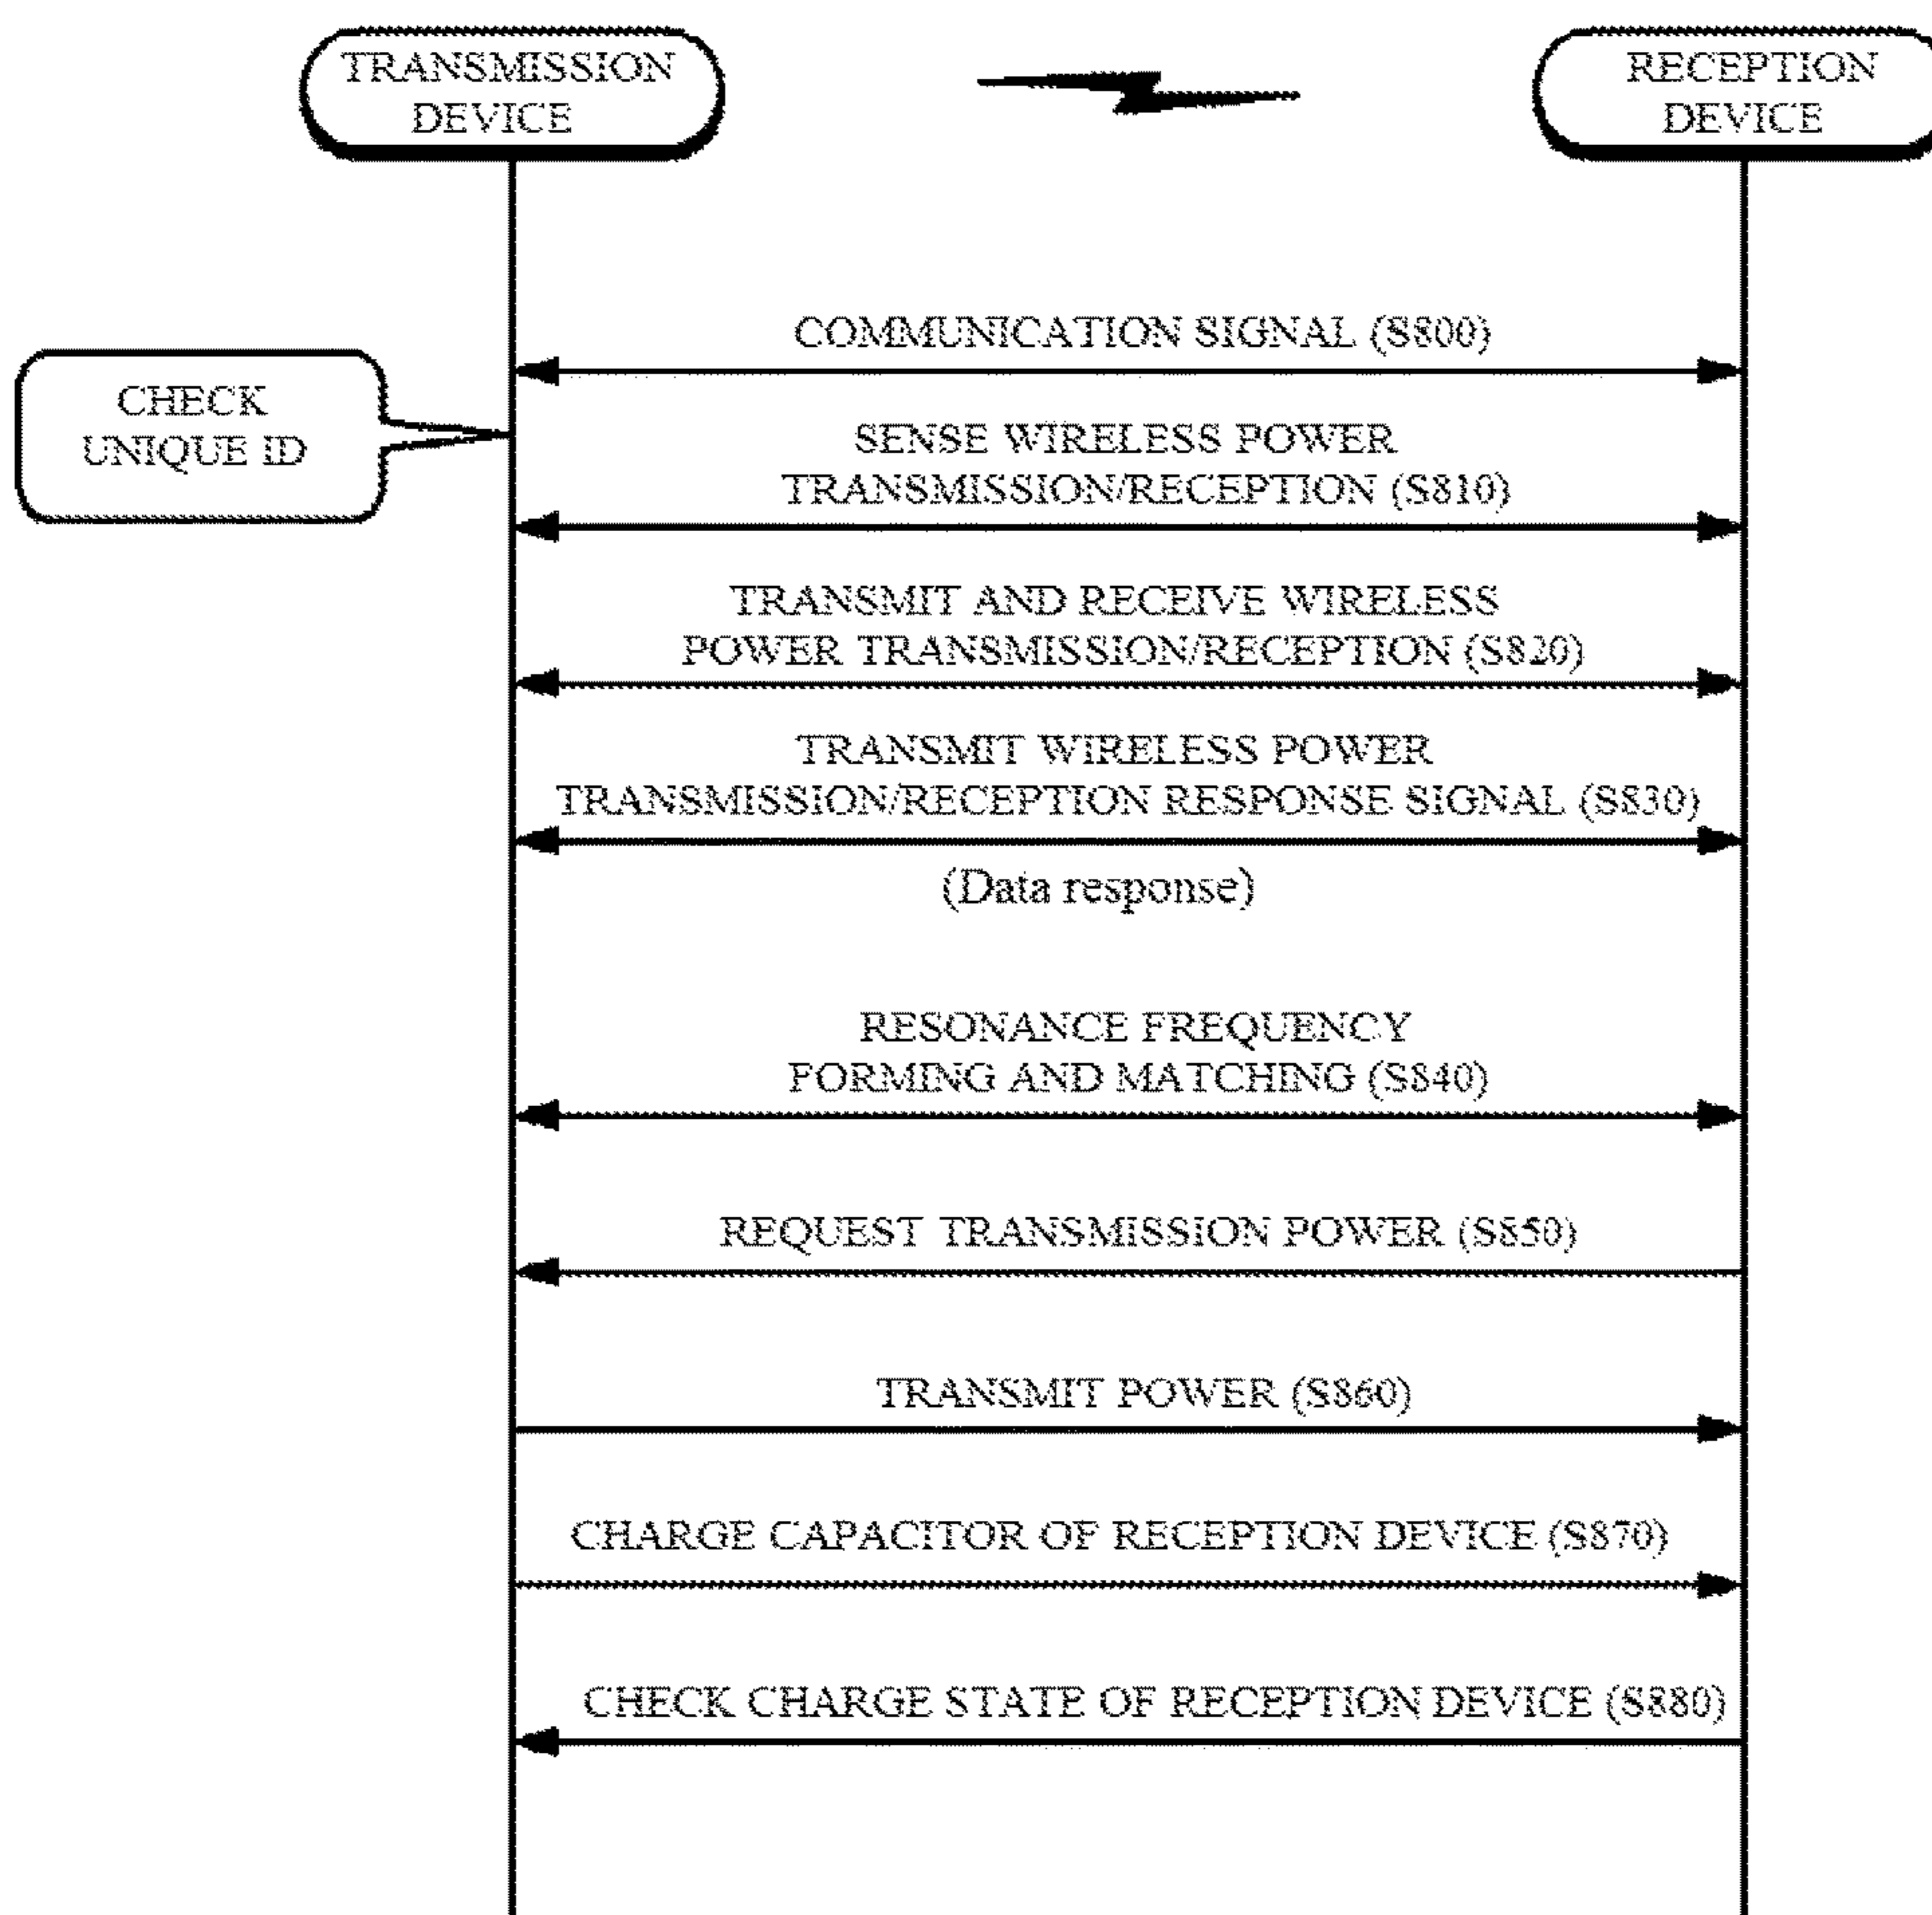 TRANSMISSION
DEVICE
RECEPTION
DEVICE
COMMUNICATION SIGNAL (S800)
CHECK
UNIQUE ID
SENSE WIRELESS POWER
TRANSMISSION/RECEPTION (S810)
TRANSMIT AND RECEIVE WIRELESS
POWER TRANSMISSION/RECEPTION (S820)
TRANSMIT WIRELESS POWER
TRANSMISSION/RECEPTION RESPONSE SIGNAL (S830)
(Data response)
RESONANCE FREQUENCY
FORMING AND MATCHING (S840)
REQUEST TRANSMISSION POWER (S850)
TRANSMIT POWER (S860)
CHARGE CAPACITOR OF RECEPTION DEVICE (S870)
CHECK CHARGE STATE OF RECEPTION DEVICE (S880)